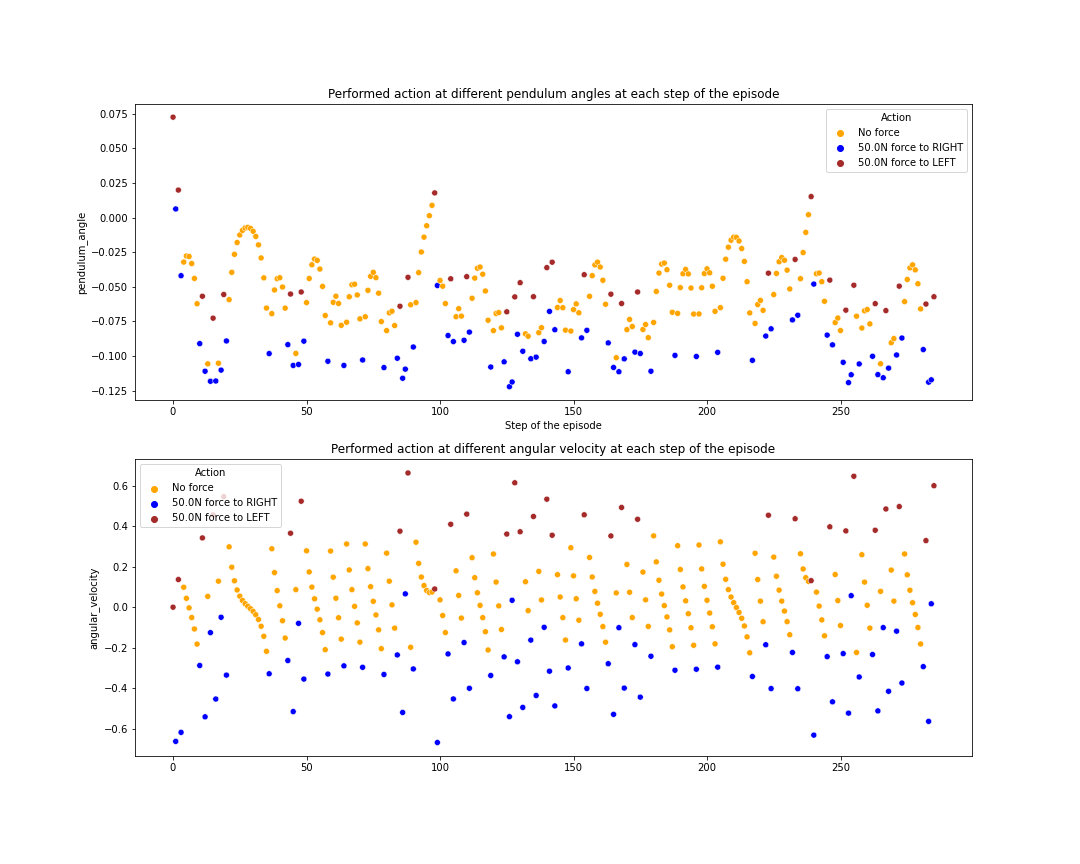 Performed action at different pendulum angles at each step of the episode
0.075
0.050
0.025
0.000
−0.025
−0.050
−0.075
−0.100
−0.125
pendulum_angle
Action
No force
50.0N force to RIGHT
50.0N force to LEFT
0
50
100
150
200
250
Step of the episode
Performed action at different angular velocity at each step of the episode
0.6
0.4
0.2
0.0
−0.2
−0.4
−0.6
angular_velocity
Action
No force
50.0N force to RIGHT
50.0N force to LEFT
0
50
100
150
200
250